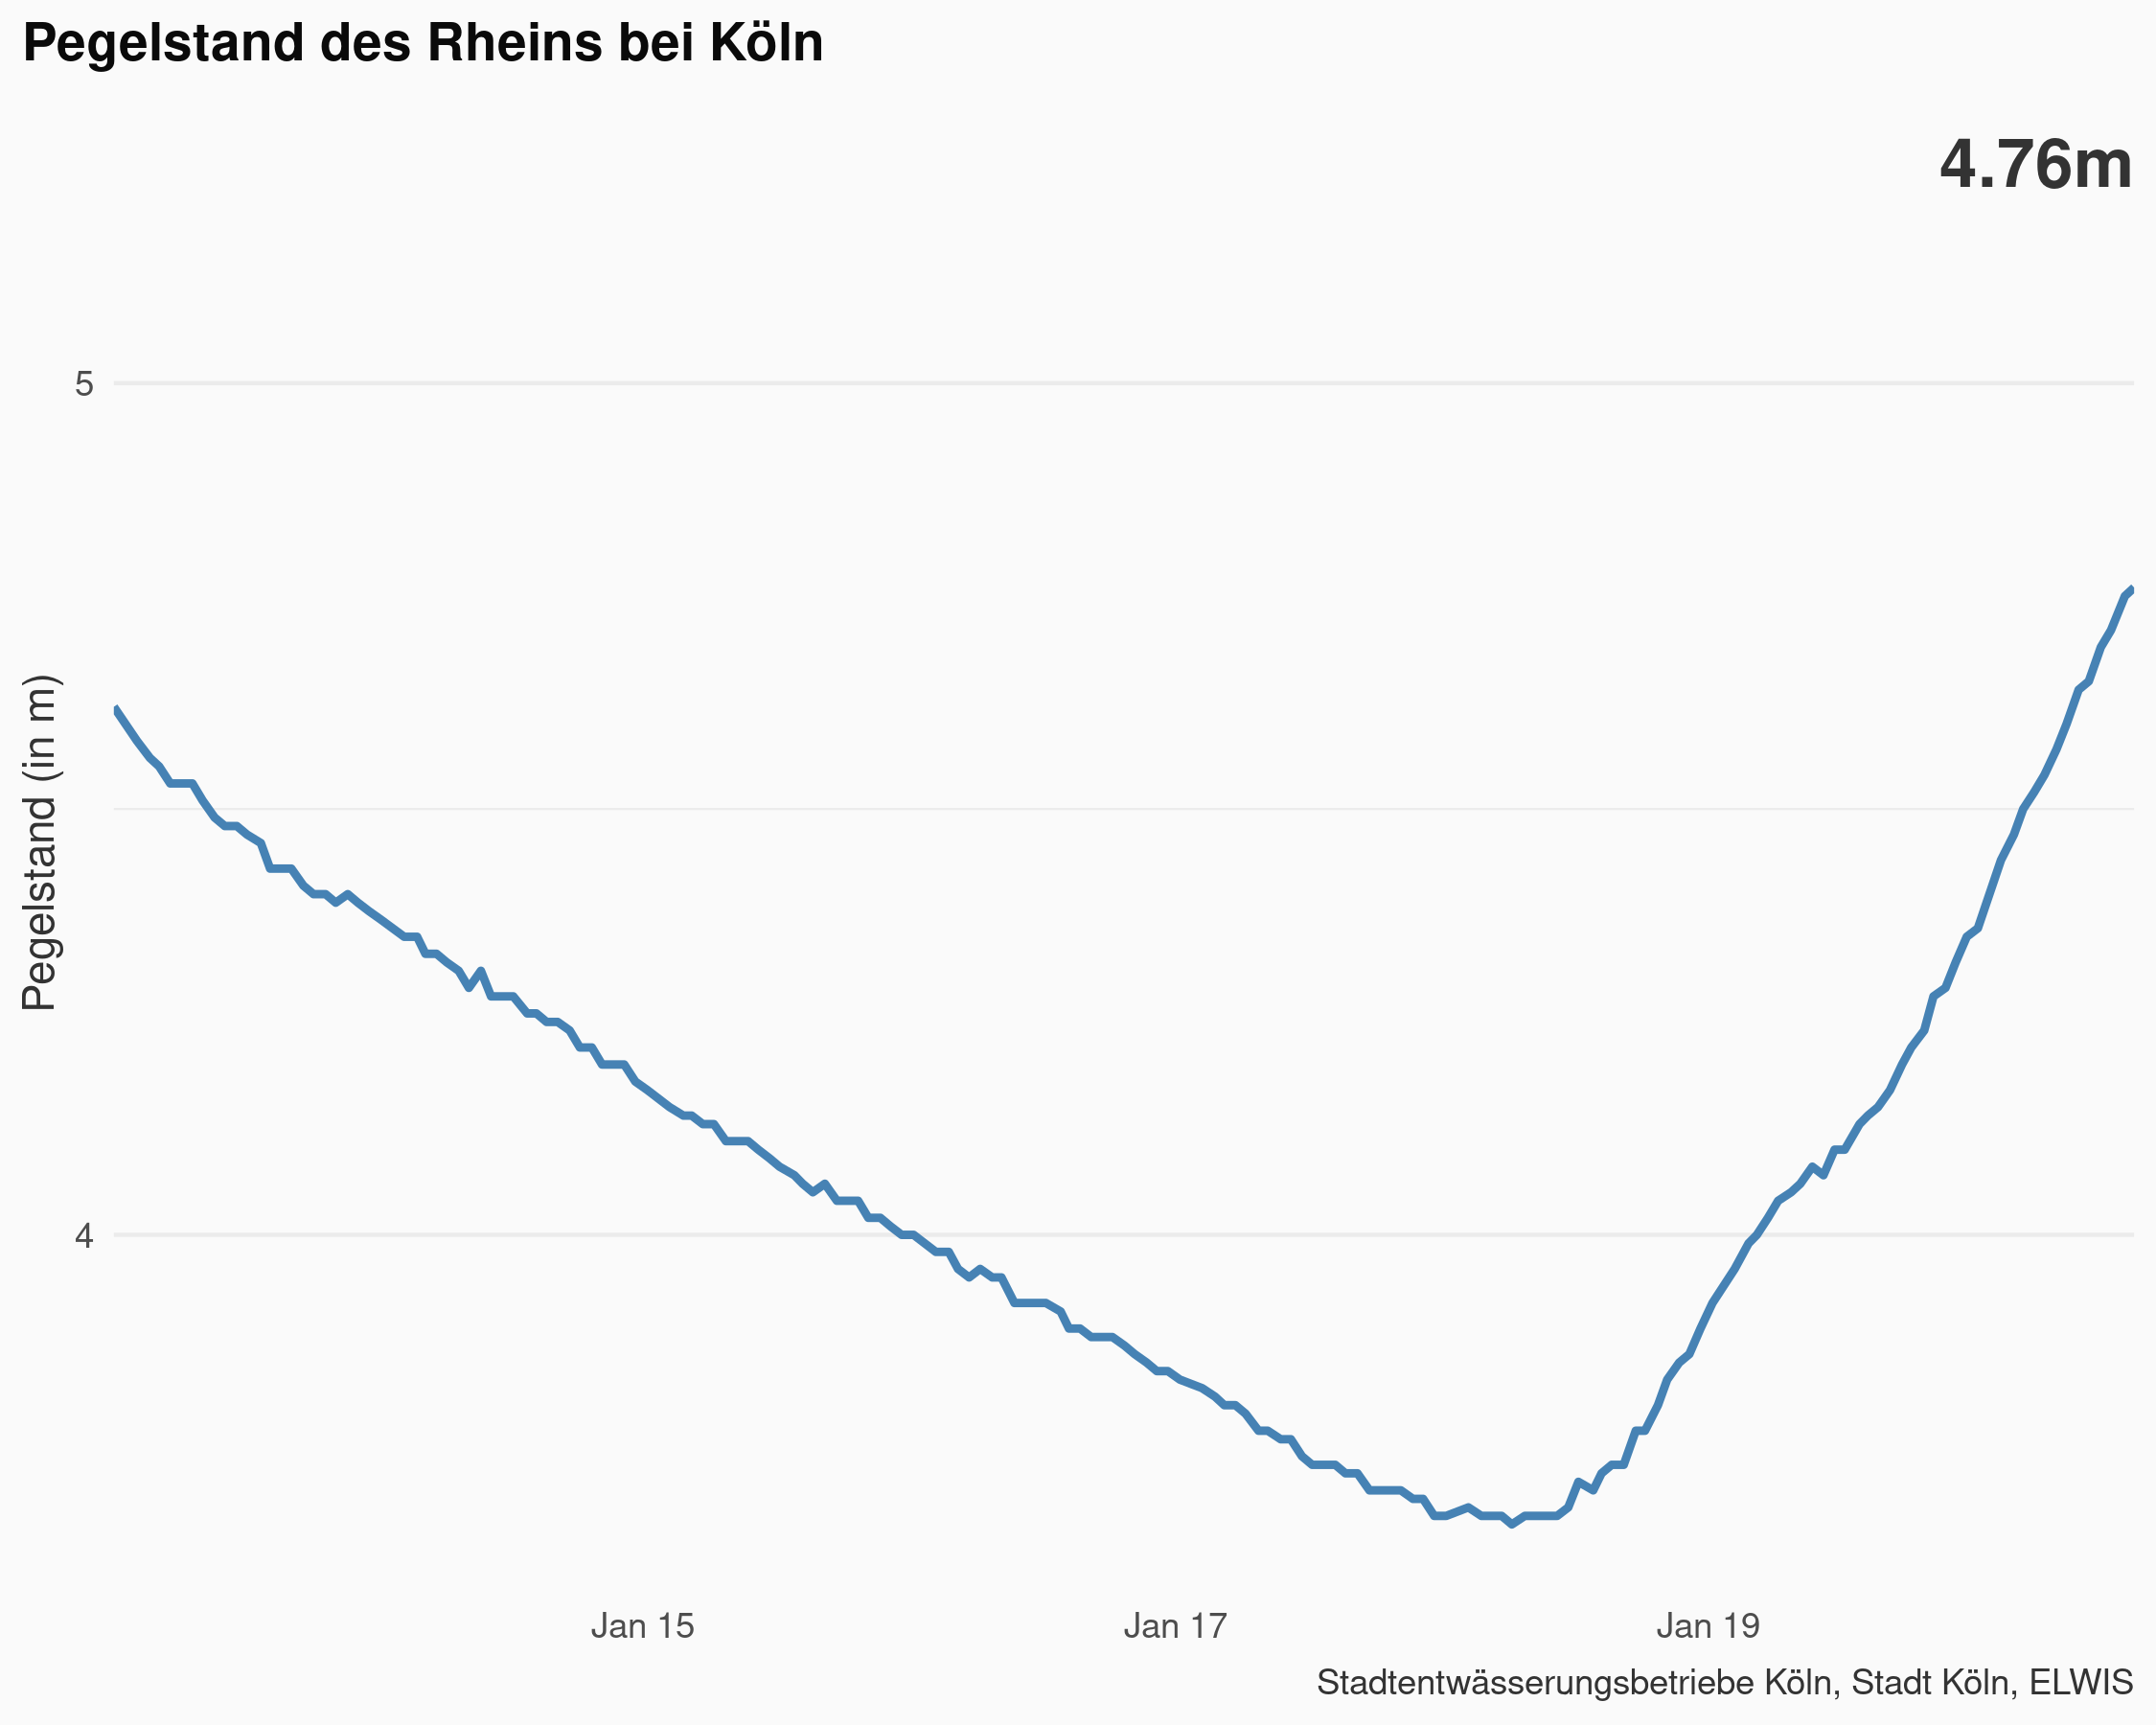 Pegelstand des Rheins bei Köln
4.76m
5
Pegelstand (in m)
4
Jan 15
Jan 17
Jan 19
Stadtentwässerungsbetriebe Köln, Stadt Köln, ELWIS